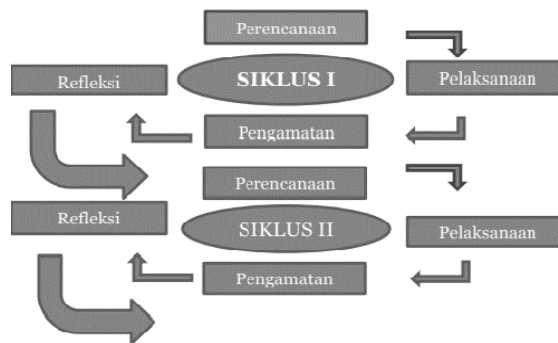 Perencanaan
Refleksi
SIKLUS I
Pelaksanaan
Pengamatan
Perencanaan
Refleksi
SIKLUS II
Pelaksanaan
Pengamatan